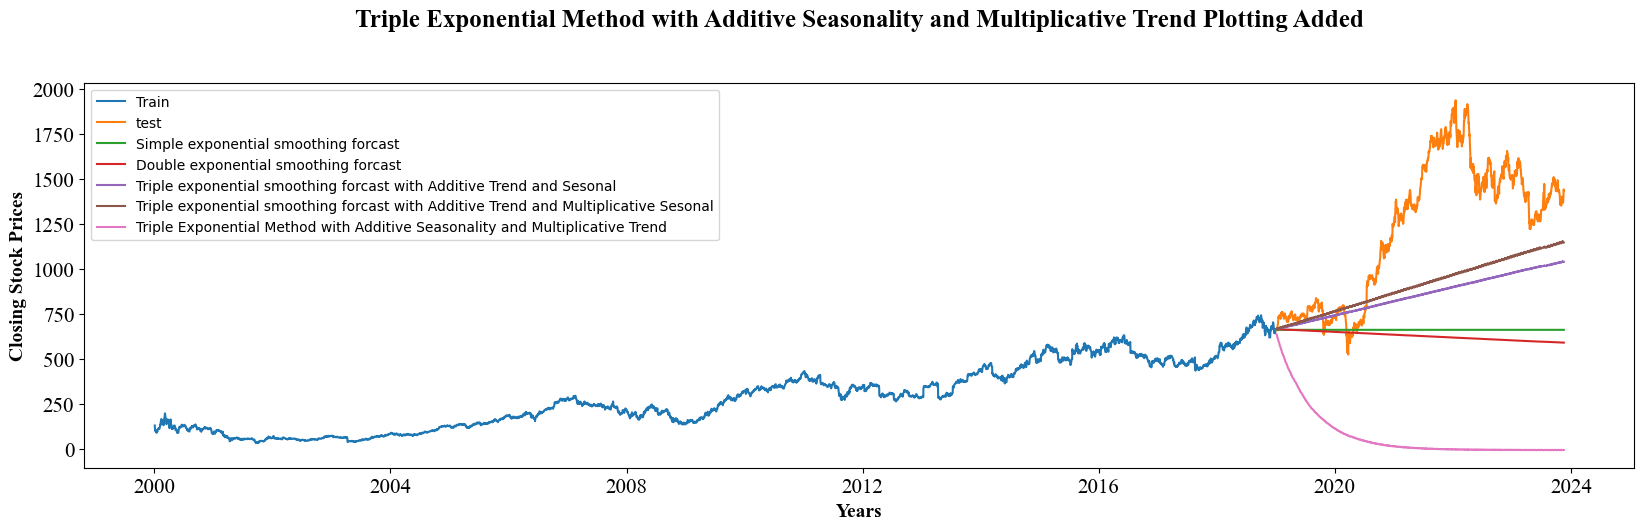 Triple Exponential Method with Additive Seasonality and Multiplicative Trend Plotting Added
2000
1750
1500
1250
1000
750
500
250
0
Closing Stock Prices
Train
test
Simple exponential smoothing forcast
Double exponential smoothing forcast
Triple exponential smoothing forcast with Additive Trend and Sesonal
Triple exponential smoothing forcast with Additive Trend and Multiplicative Sesonal
Triple Exponential Method with Additive Seasonality and Multiplicative Trend
2000 2004 2008 2012 2016 2020 2024
Years